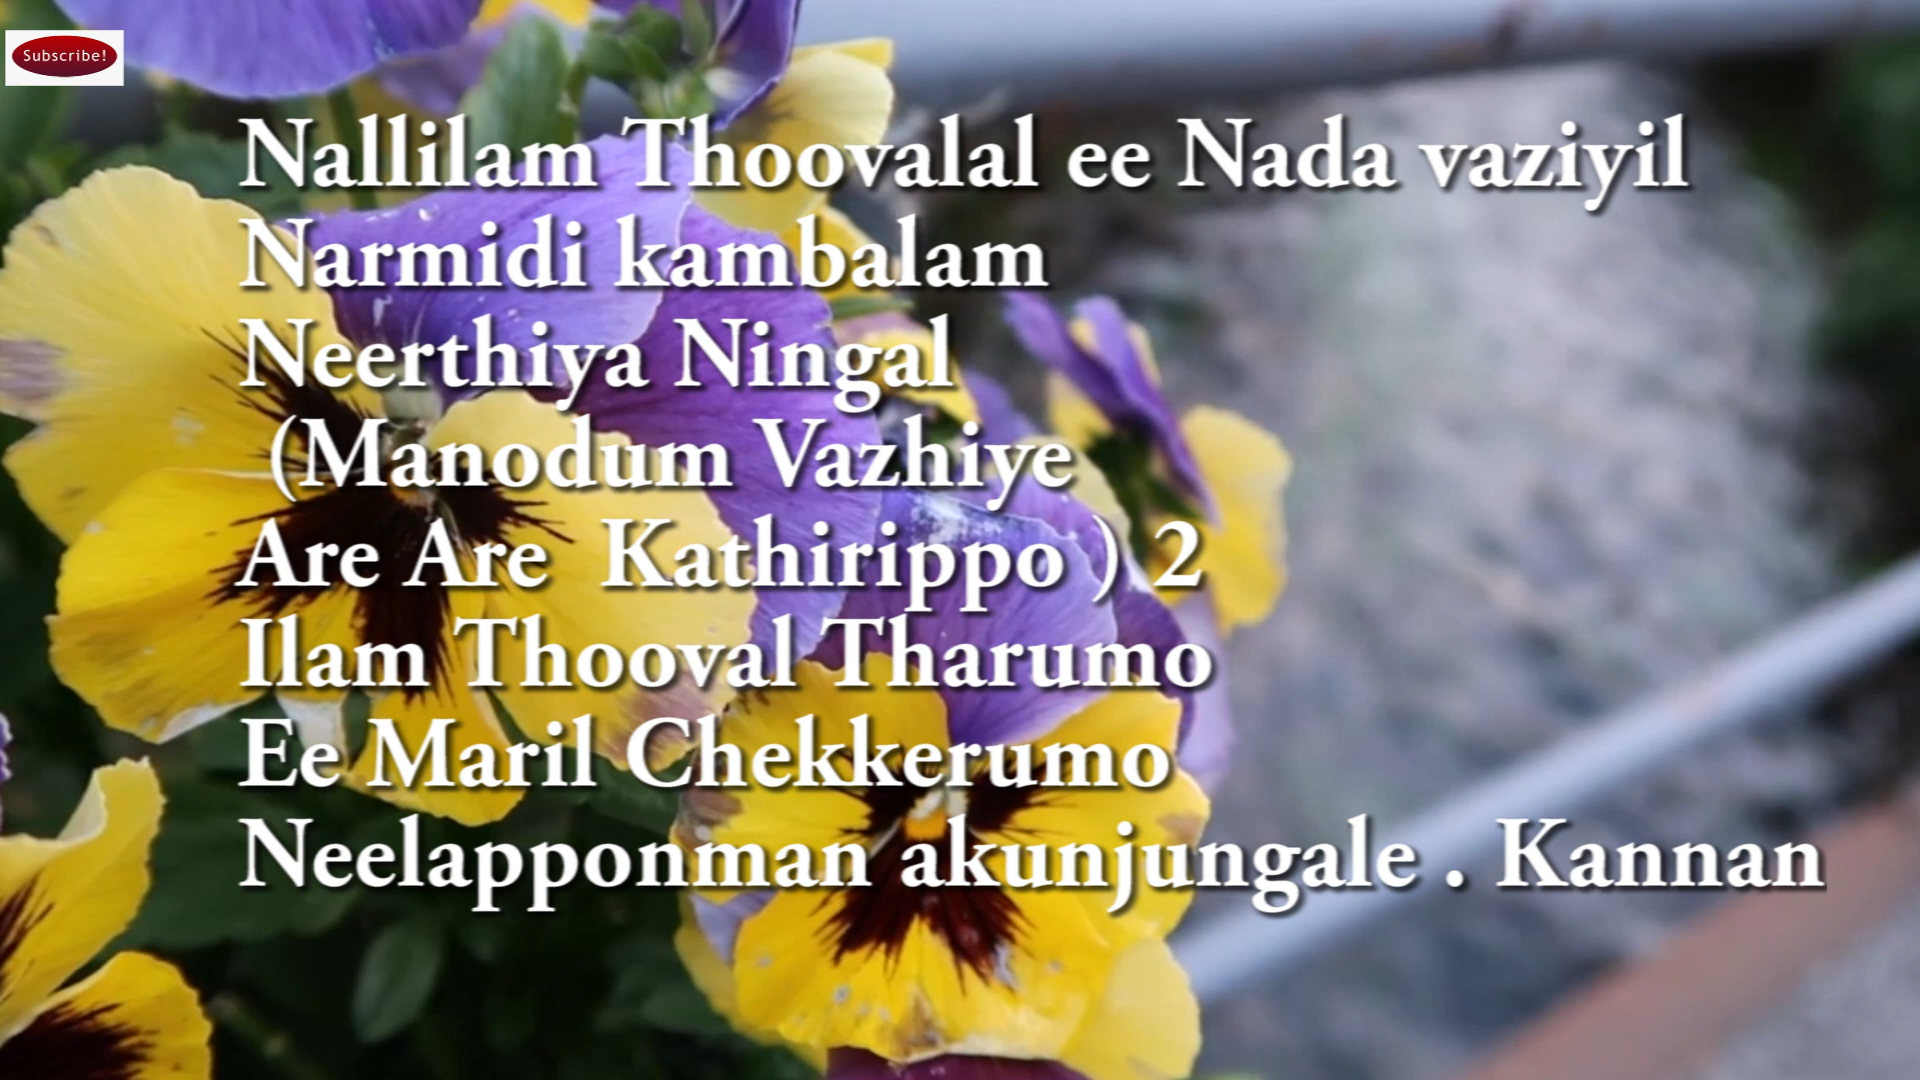 Subscribe!
Nallilam Thoovalal ee Nada vaziyil
Narmidi kambalam
Neerthiya Ningal
(Manodum Vazhiye
Are Are Kathirippo ) 2
Ilam Thooval Tharumo
Ee Maril Chekkerumo
Neelapponman akunjungale . Kannan